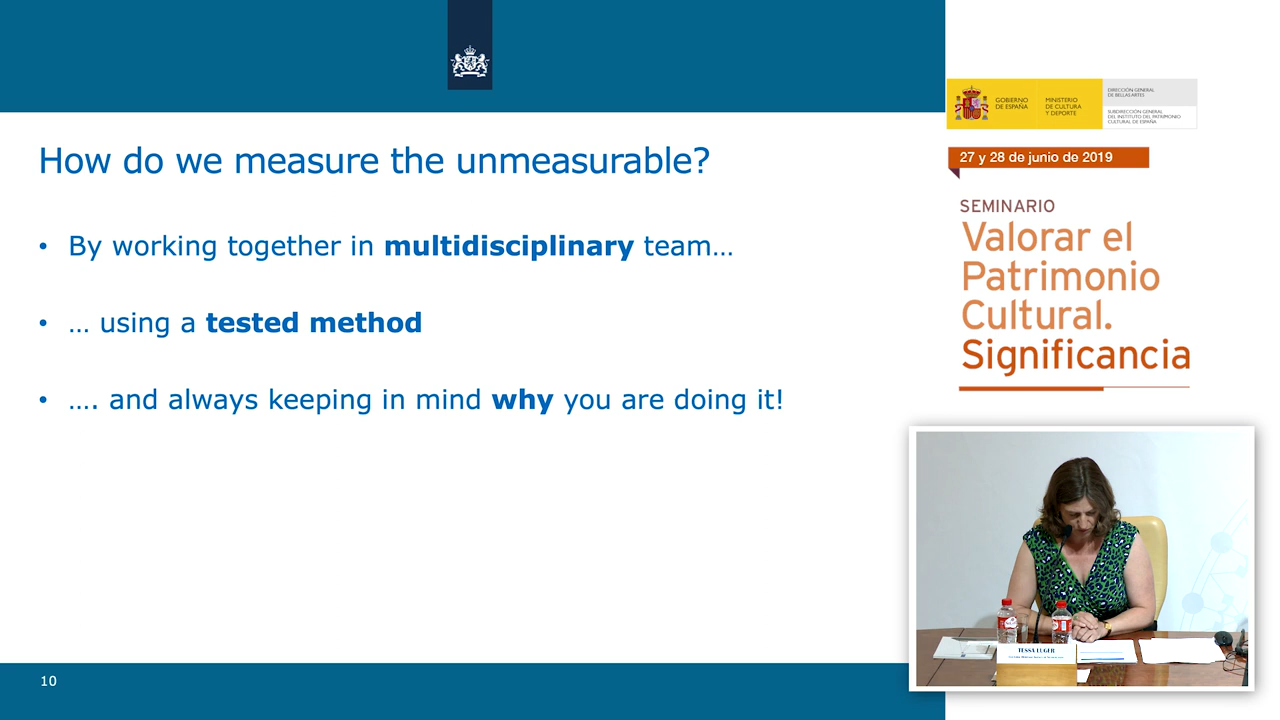 How do we measure the unmeasurable?
• By working together in multidisciplinary team…
• … using a tested method
• …. and always keeping in mind why you are doing it!
10
GOBIERNO
DE ESPAÑA
MINISTERIO
DE CULTURA
Y DEPORTE
DIRECCIÓN GENERAL
DE BELLAS ARTES
SUBDIRECCIÓN GENERAL
DEL INSTITUTO DEL PATRIMONIO
CULTURAL DE ESPAÑA
27 y 28 de junio de 2019
SEMINARIO
Valorar el
Patrimonio
Cultural.
Significancia
TESSA LUGER